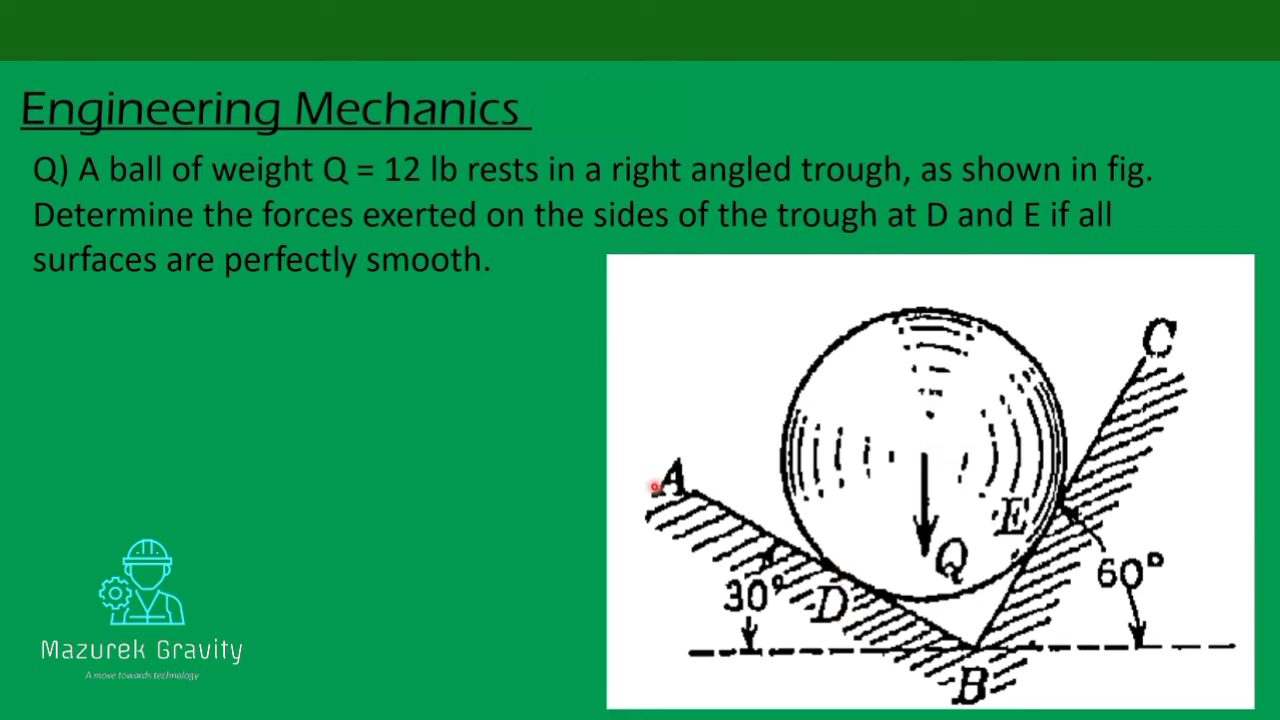 Engineering Mechanics
Q) A ball of weight Q = 12 lb rests in a right angled trough, as shown in fig.
Determine the forces exerted on the sides of the trough at D and E if all
surfaces are perfectly smooth.
C
A
E
Q
60°
30°
D
B
Mazurek Gravity
A move towards technology